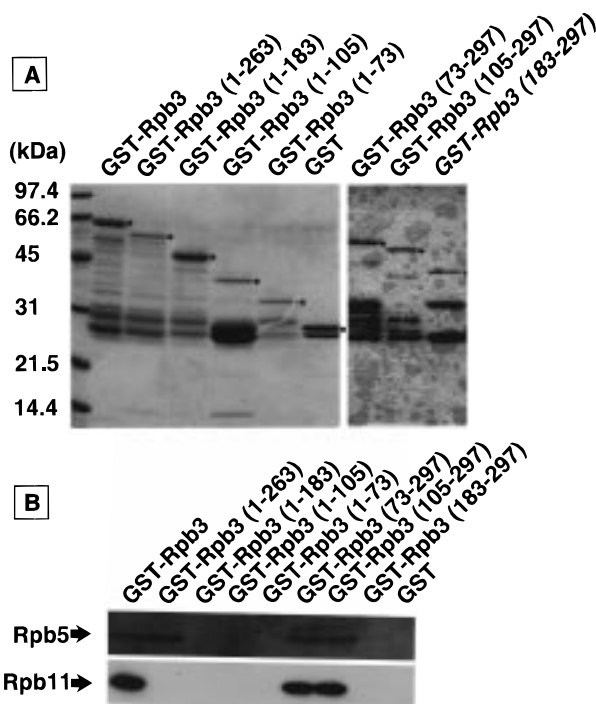 A
GST-Rpb3
GST-Rpb3 (1-263)
GST-Rpb3 (1-183)
GST-Rpb3 (1-105)
GST-Rpb3 (1-73)
GST
GST-Rpb3 (73-297)
GST-Rpb3 (105-297)
GST-Rpb3 (183-297)
(kDa)
97.4
66.2
45
31
21.5
14.4
B
GST-Rpb3
GST-Rpb3 (1-263)
GST-Rpb3 (1-183)
GST-Rpb3 (1-105)
GST-Rpb3 (1-73)
GST-Rpb3 (73-297)
GST-Rpb3 (105-297)
GST-Rpb3 (183-297)
GST
Rpb5
Rpb11